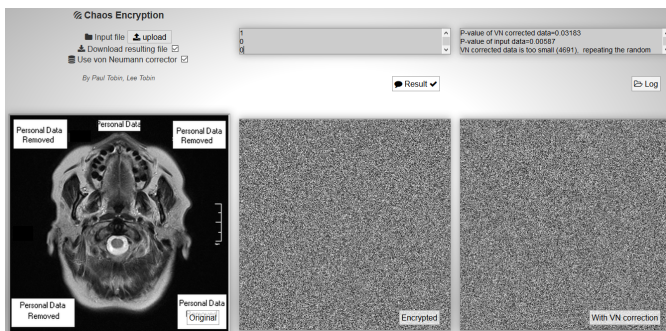 Chaos Encryption
Input file upload
Download resulting file
Use von Neumann corrector
By Paul Tobin, Lee Tobin
1
0
0
Result
P-value of VN corrected data=0.03183
P-value of input data=0.00587
VN corrected data is too small (4691), repeating the random
Log
Personal Data
Removed
Personal Data
Personal Data
Removed
Personal Data
Removed
Personal Data
Original
Encrypted
With VN correction